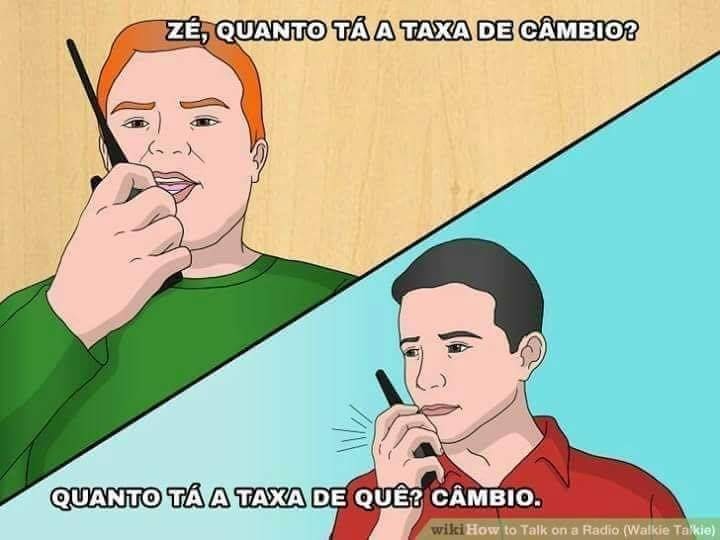 ZÉ, QUANTO TÁ A TAXA DE CÂMBIO?
QUANTO TÁ A TAXA DE QUÊ? CÂMBIO.
wikiHow to Talk on a Radio (Walkie Talkie)